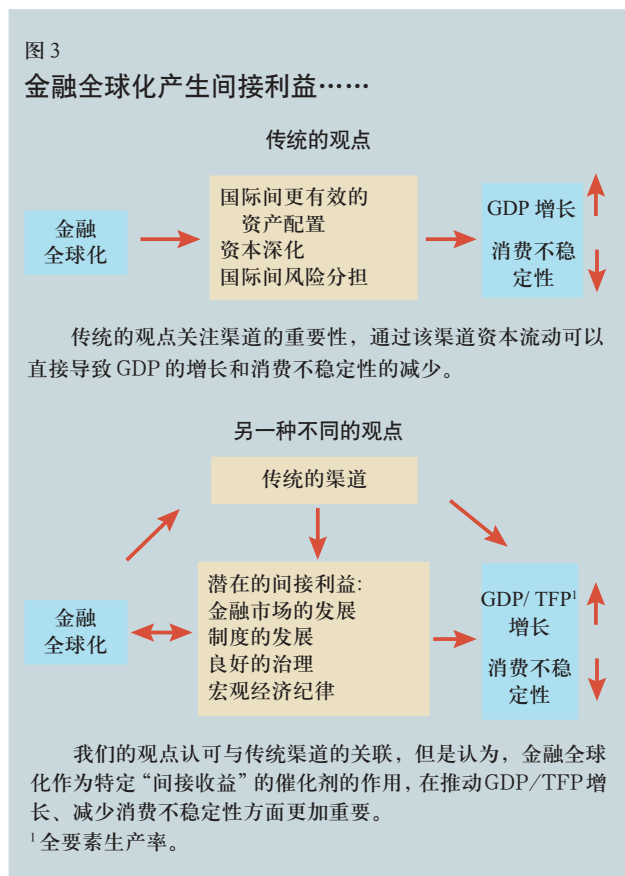 图 3
金融全球化产生间接利益……
传统的观点
金融
全球化
国际间更有效的
资产配置
资本深化
国际间风险分担
GDP 增长
消费不稳
定性
传统的观点关注渠道的重要性，通过该渠道资本流动可以
直接导致 GDP 的增长和消费不稳定性的减少。
另一种不同的观点
传统的渠道
金融
全球化
潜在的间接利益：
金融市场的发展
制度的发展
良好的治理
宏观经济纪律
GDP/ TFP¹
增长
消费不稳
定性
我们的观点认可与传统渠道的关联，但是认为，金融全球
化作为特定“间接收益”的催化剂的作用，在推动GDP/TFP增
长、减少消费不稳定性方面更加重要。
¹ 全要素生产率。